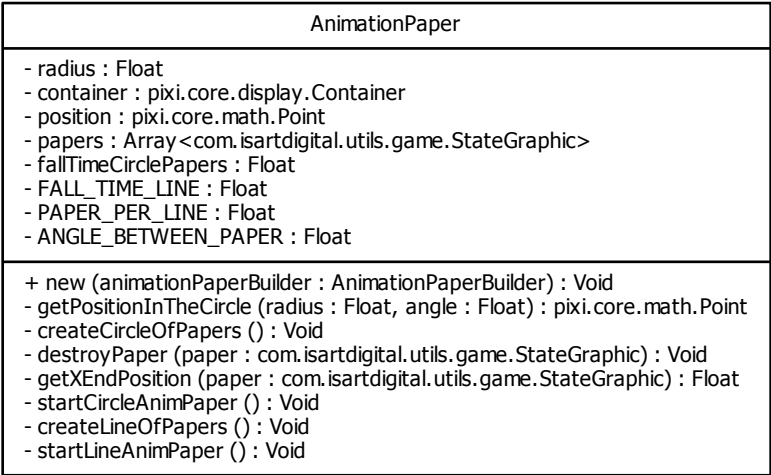 AnimationPaper
- radius : Float
- container : pixi.core.display.Container
- position : pixi.core.math.Point
- papers : Array<com.isartdigital.utils.game.StateGraphic>
- fallTimeCirclePapers : Float
- FALL_TIME_LINE : Float
- PAPER_PER_LINE : Float
- ANGLE_BETWEEN_PAPER : Float
+ new (animationPaperBuilder : AnimationPaperBuilder) : Void
- getPositionInTheCircle (radius : Float, angle : Float) : pixi.core.math.Point
- createCircleOfPapers () : Void
- destroyPaper (paper : com.isartdigital.utils.game.StateGraphic) : Void
- getXEndPosition (paper : com.isartdigital.utils.game.StateGraphic) : Float
- startCircleAnimPaper () : Void
- createLineOfPapers () : Void
- startLineAnimPaper () : Void